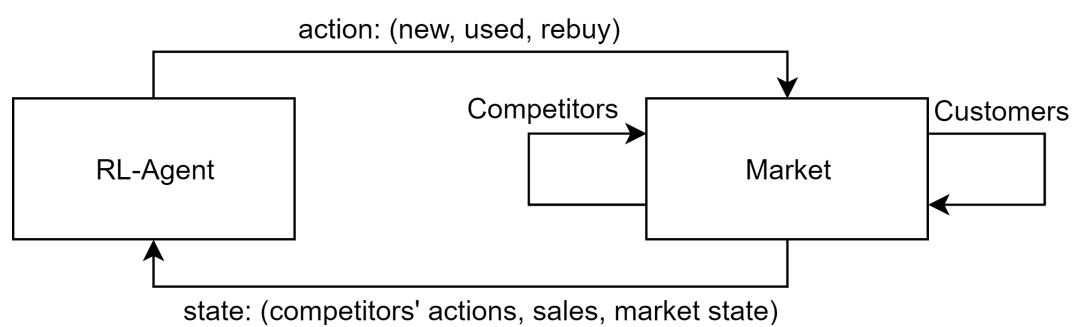 action: (new, used, rebuy)
Competitors
Customers
RL-Agent
Market
state: (competitors' actions, sales, market state)